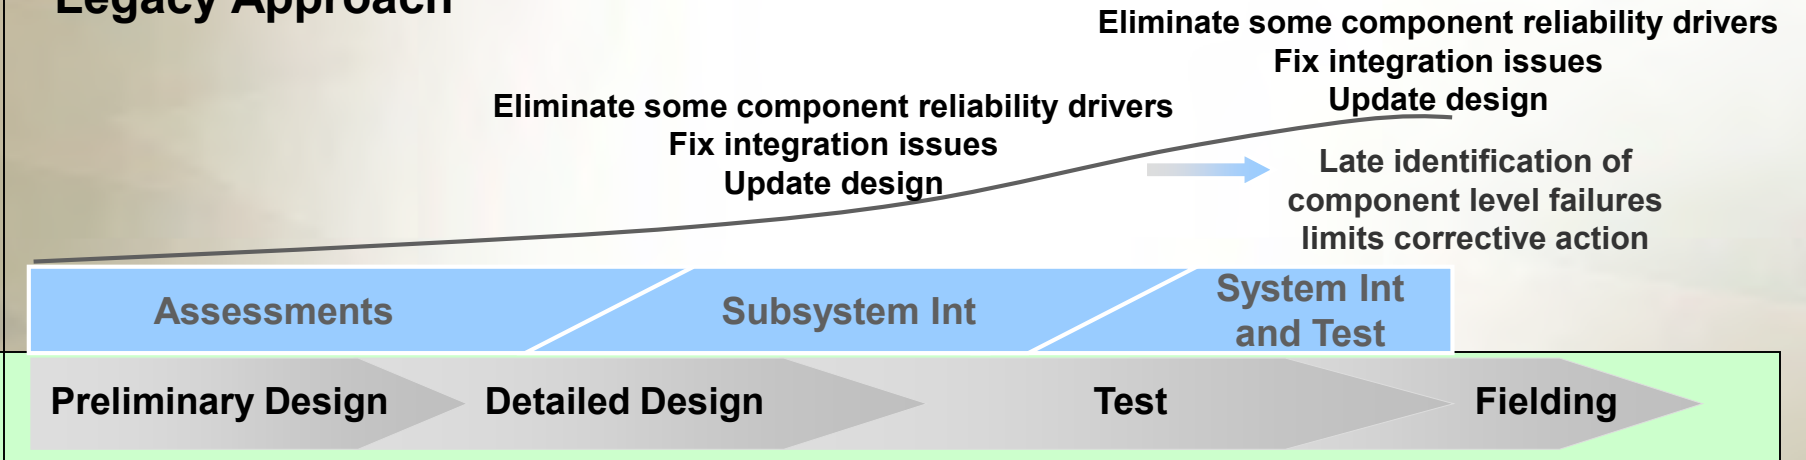 Legacy Approach
Eliminate some component reliability drivers
Fix integration issues
Update design
Eliminate some component reliability drivers
Fix integration issues
Update design
Late identification of
component level failures
limits corrective action
Assessments
Subsystem Int
System Int
and Test
Preliminary Design
Detailed Design
Test
Fielding